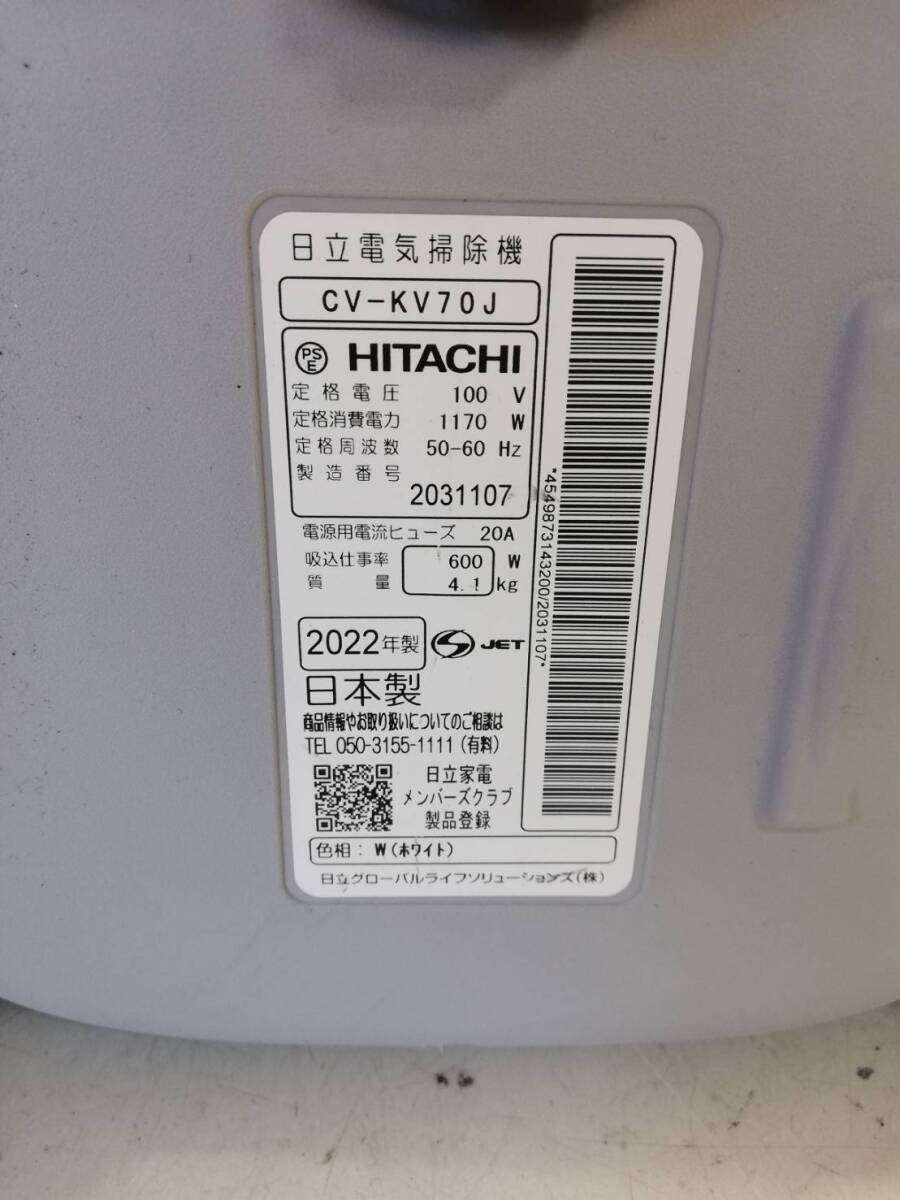 日立電気掃除機
CV-KV70J
PS
E
HITACHI
定格電圧 100 V
定格消費電力 1170 W
定格周波数 50-60 Hz
製造番号
2031107
電源用電流ヒューズ 20A
吸込仕事率 600 W
質量 4.1 kg
2022年製
JET
日本製
商品情報やお取り扱いについてのご相談は
TEL 050-3155-1111(有料)
日立家電
メンバーズクラブ
製品登録
色相: W(ホワイト)
日立グローバルライフソリューションズ(株)
*4549873143200/2031107*